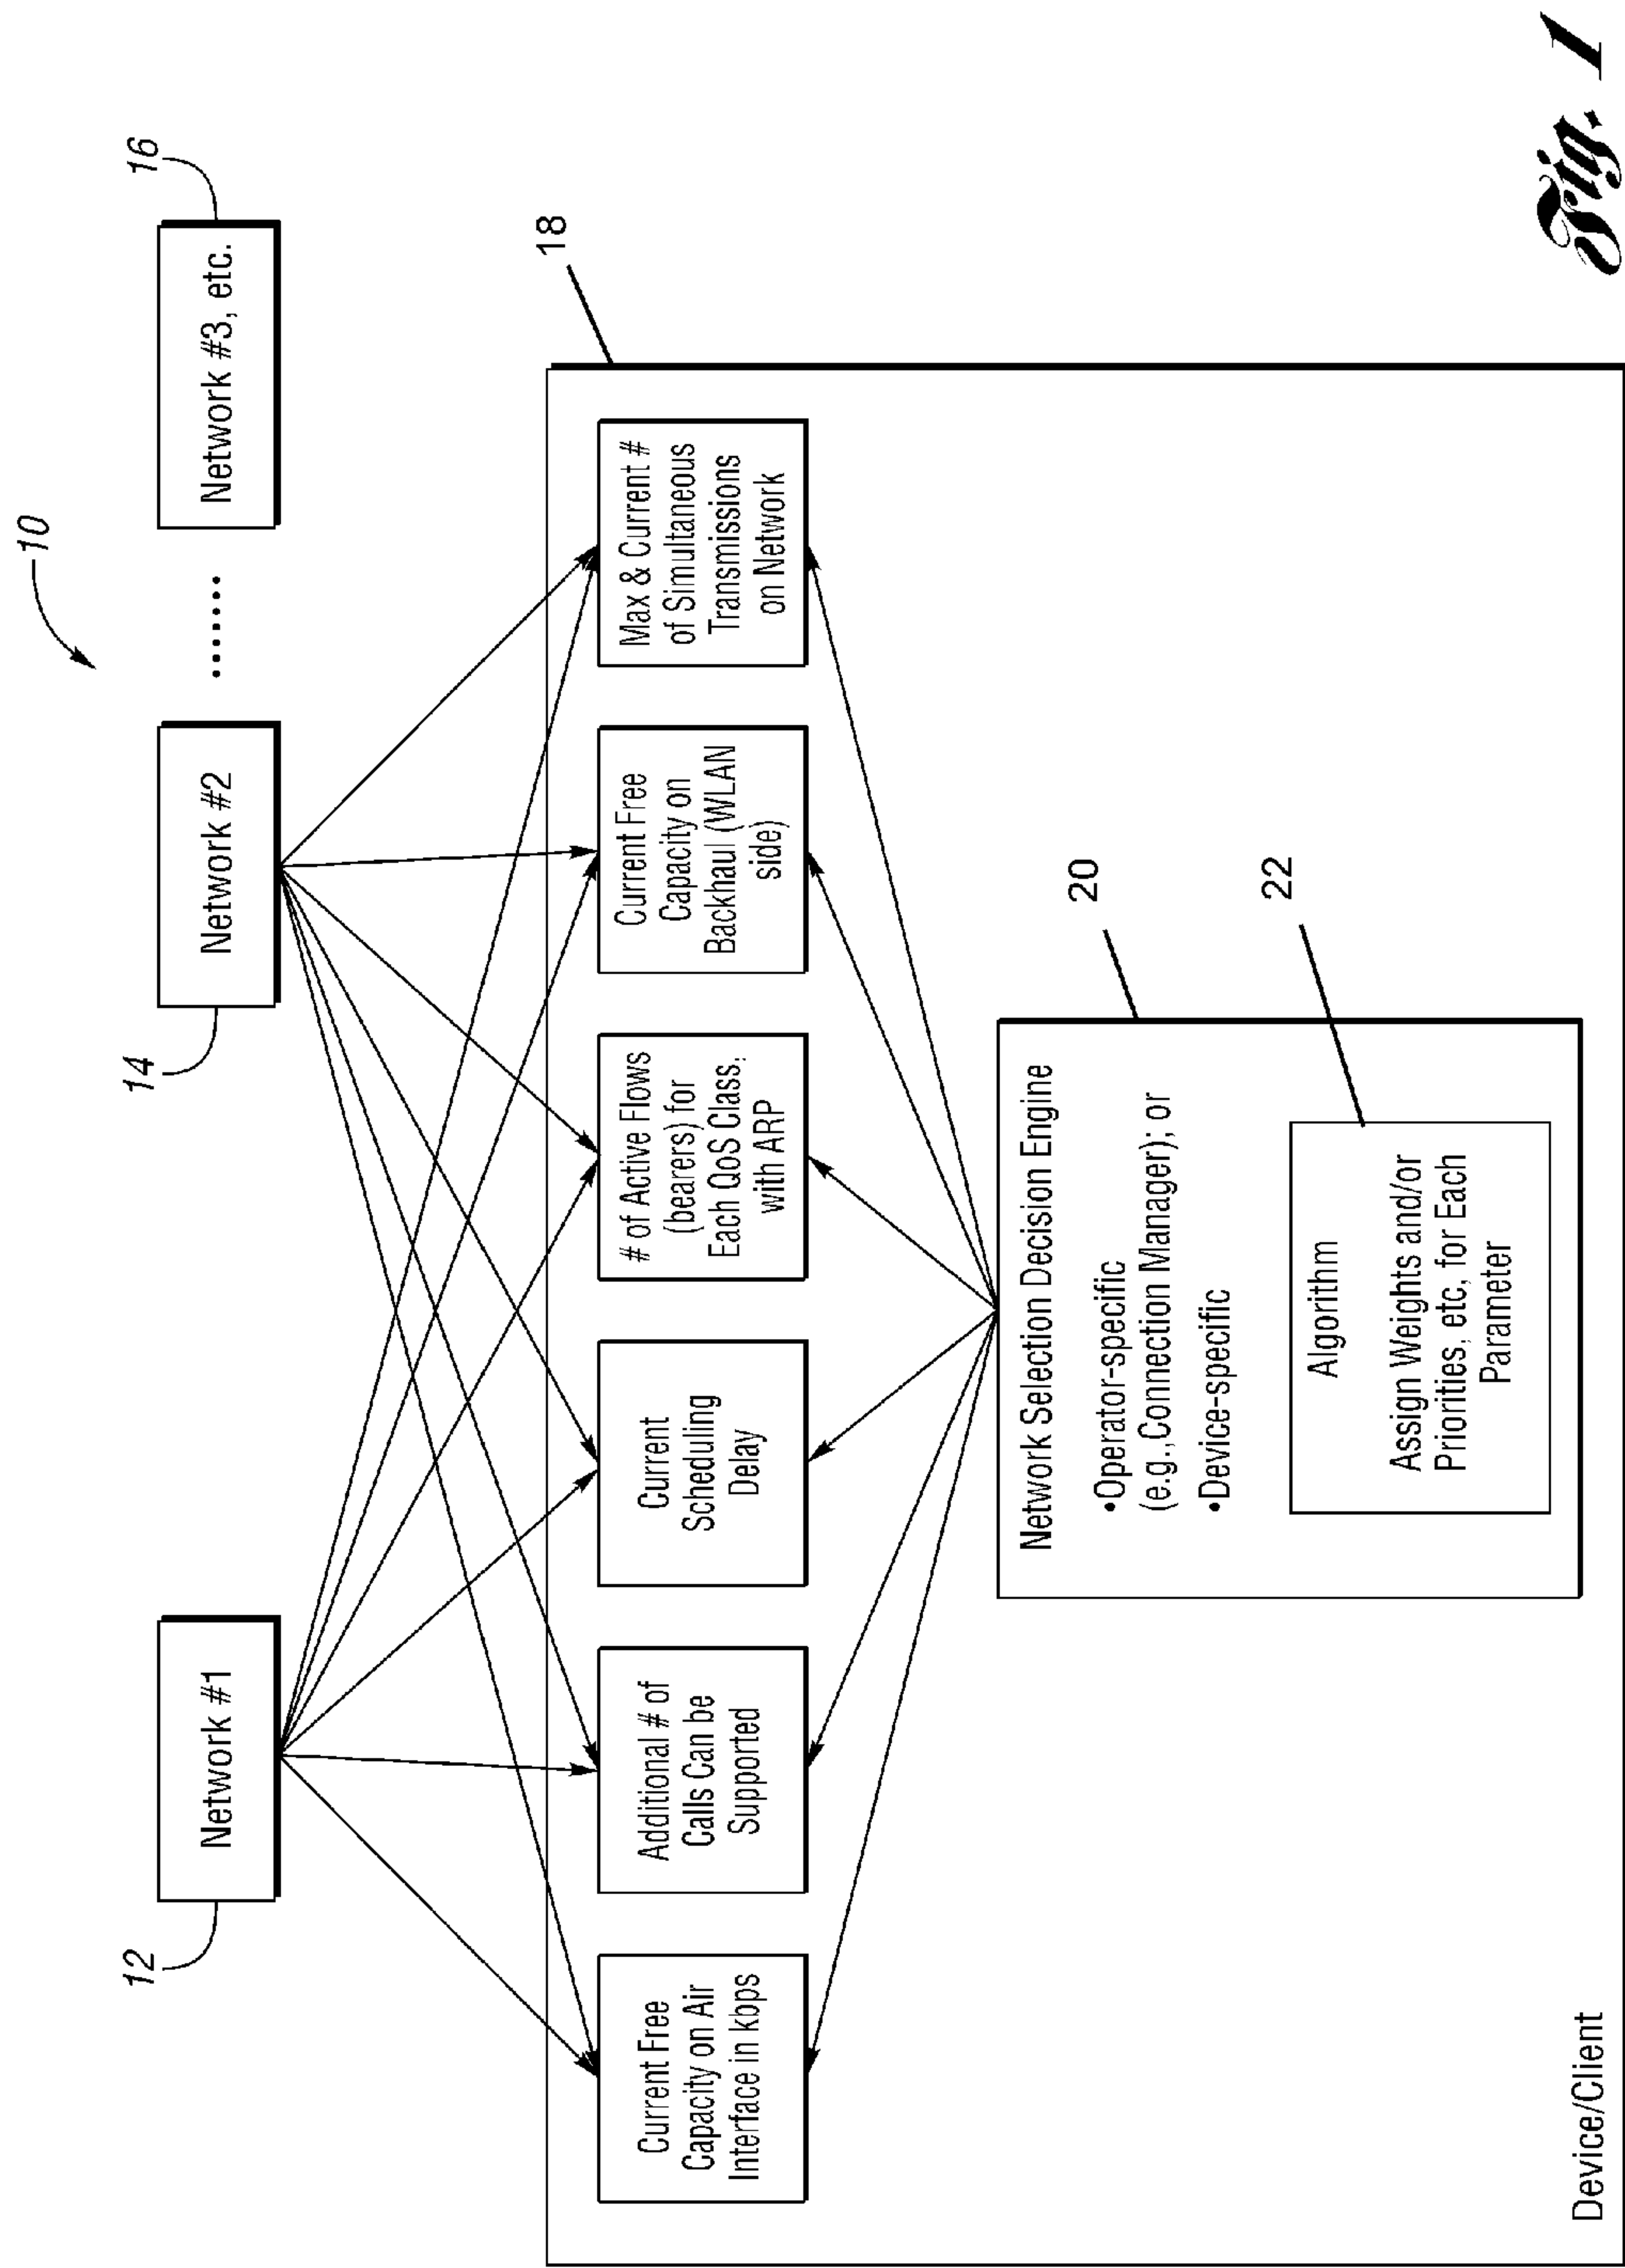 10
12
14
16
Network #1
Network #2
.......
Network #3, etc.
18
Current Free
Capacity on Air
Interface in kbps
Additional # of
Calls Can be
Supported
Current
Scheduling
Delay
# of Active Flows
(bearers) for
Each QoS Class,
with ARP
Current Free
Capacity on
Backhaul (WLAN
side)
Max & Current #
of Simultaneous
Transmissions
on Network
20
Network Selection Decision Engine
•Operator-specific
(e.g.,Connection Manager); or
•Device-specific
22
Algorithm
Assign Weights and/or
Priorities, etc, for Each
Parameter
Device/Client
Fig. 1